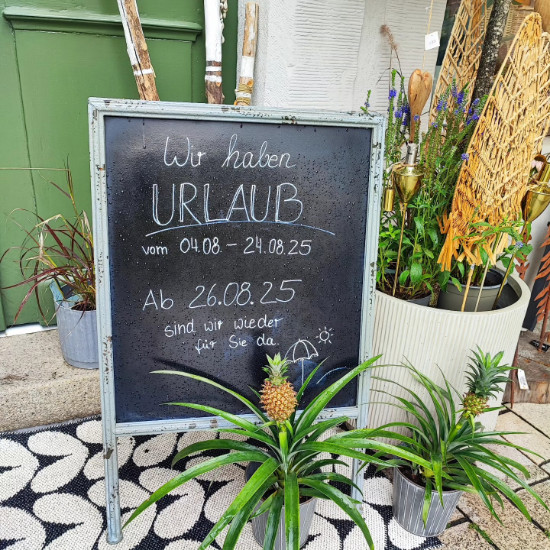 Wir haben
URLAUB
vom 04.08. - 24.08.25
Ab 26.08.25
sind wir wieder
für Sie da.